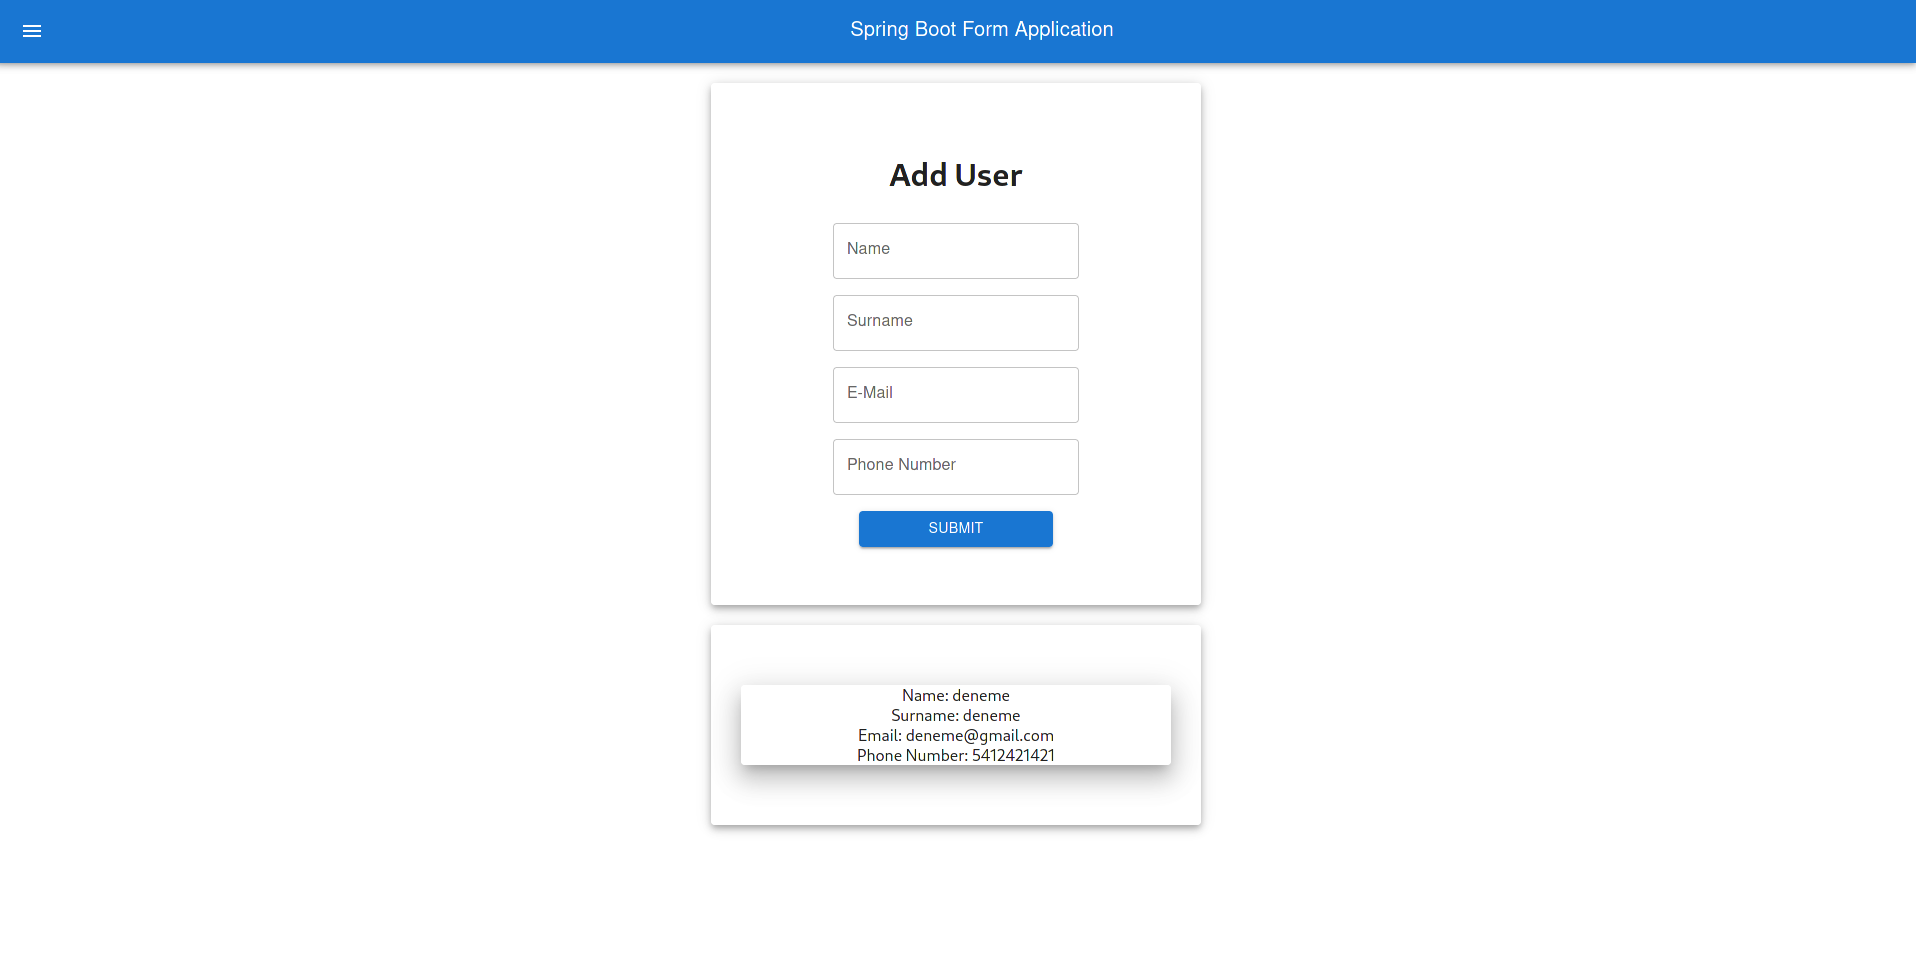 Spring Boot Form Application
Add User
Name
Surname
E-Mail
Phone Number
SUBMIT
Name: deneme
Surname: deneme
Email: deneme@gmail.com
Phone Number: 5412421421